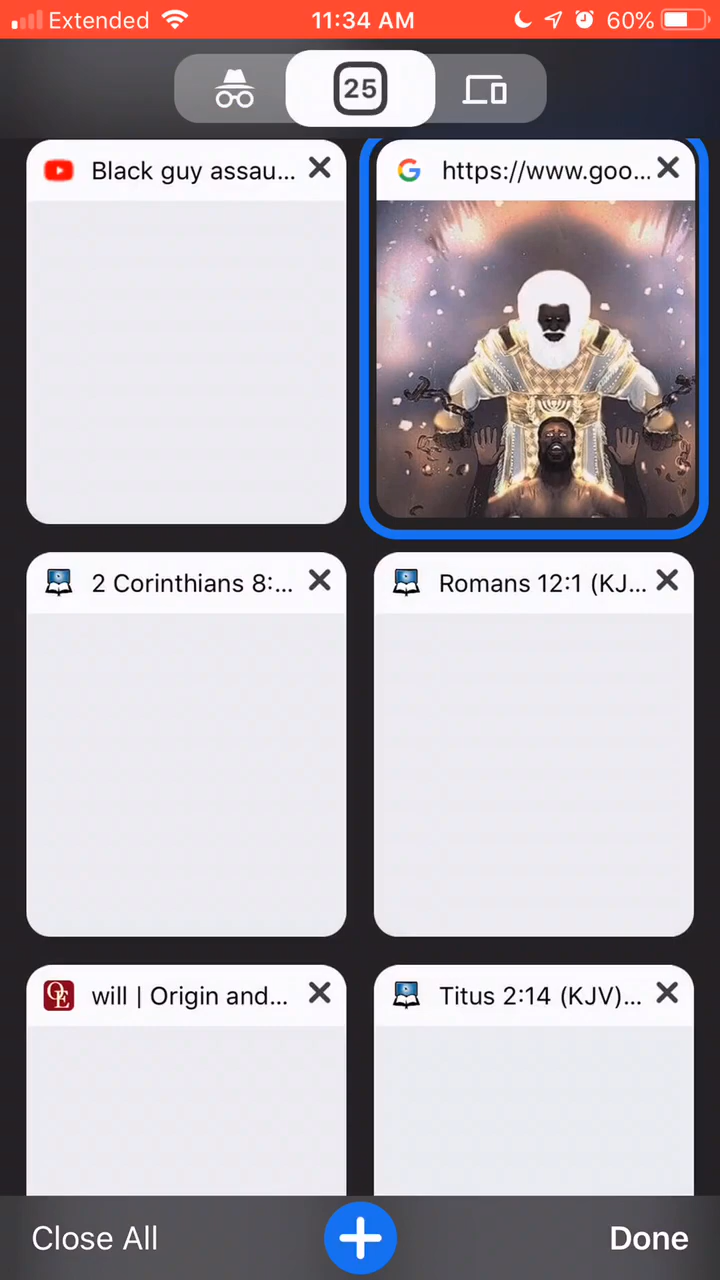 Extended 11:34 AM 60%
25
Black guy assau...
https://www.goo...
2 Corinthians 8:...
Romans 12:1 (KJ...
OE will | Origin and...
Titus 2:14 (KJV)...
Close All Done